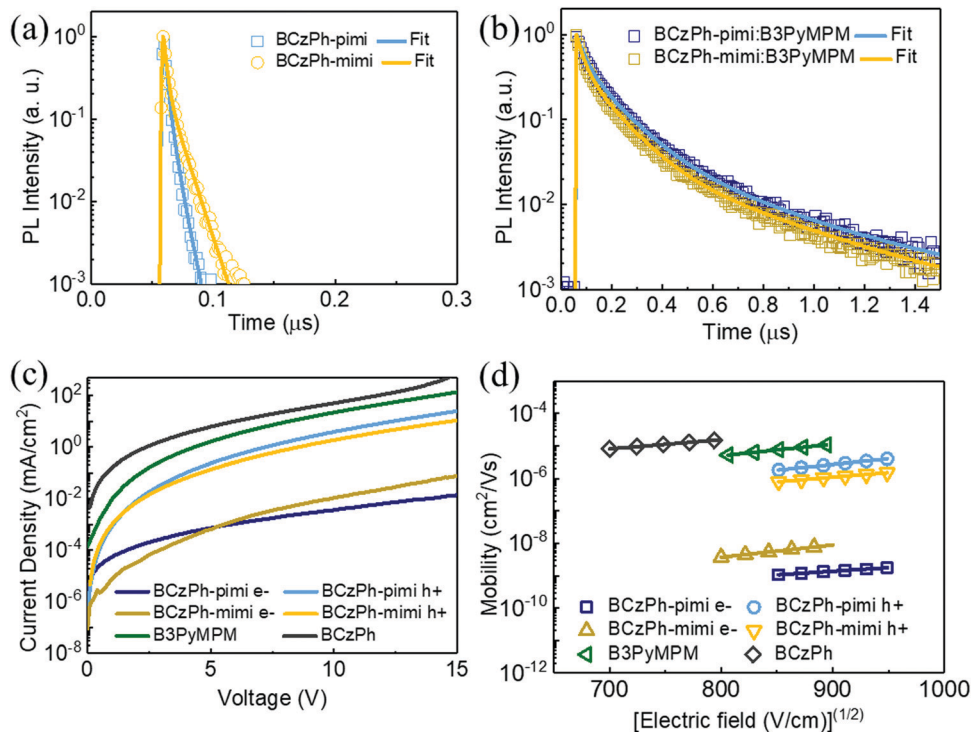 (a)
PL Intensity (a. u.)
10^0
10^-1
10^-2
10^-3
BCzPh-pimi Fit
BCzPh-mimi Fit
0.0 0.1 0.2 0.3
Time (μs)
(b)
PL Intensity (a.u.)
10^0
10^-1
10^-2
10^-3
BCzPh-pimi:B3PyMPM Fit
BCzPh-mimi:B3PyMPM Fit
0.0 0.2 0.4 0.6 0.8 1.0 1.2 1.4
Time (μs)
(c)
Current Density (mA/cm^2)
10^2
10^0
10^-2
10^-4
10^-6
10^-8
BCzPh-pimi e- BCzPh-pimi h+
BCzPh-mimi e- BCzPh-mimi h+
B3PyMPM BCzPh
0 5 10 15
Voltage (V)
(d)
Mobility (cm^2/Vs)
10^-4
10^-6
10^-8
10^-10
10^-12
BCzPh-pimi e- BCzPh-pimi h+
BCzPh-mimi e- BCzPh-mimi h+
B3PyMPM BCzPh
700 800 900 1000
[Electric field (V/cm)]^(1/2)